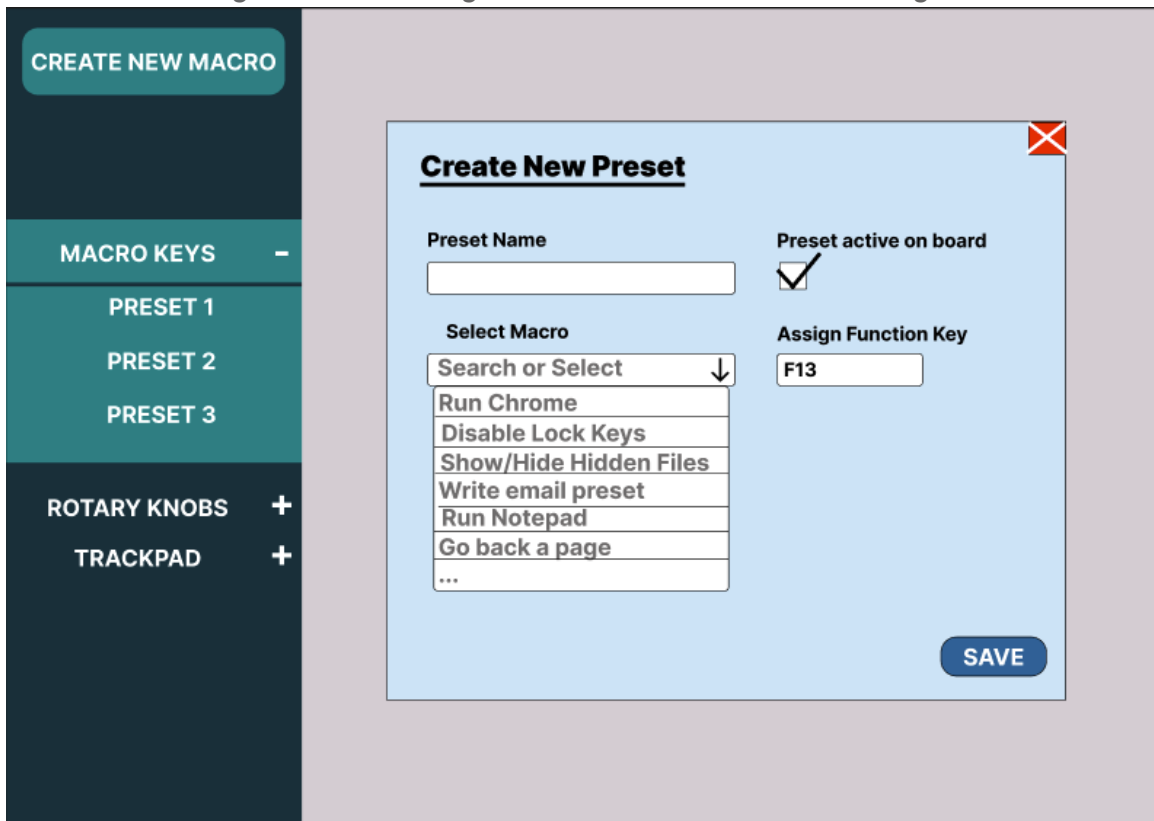 CREATE NEW MACRO
MACRO KEYS -
PRESET 1
PRESET 2
PRESET 3
ROTARY KNOBS +
TRACKPAD +
Create New Preset
Preset Name
Preset active on board
Select Macro
Assign Function Key
Search or Select ↓
F13
Run Chrome
Disable Lock Keys
Show/Hide Hidden Files
Write email preset
Run Notepad
Go back a page
...
SAVE